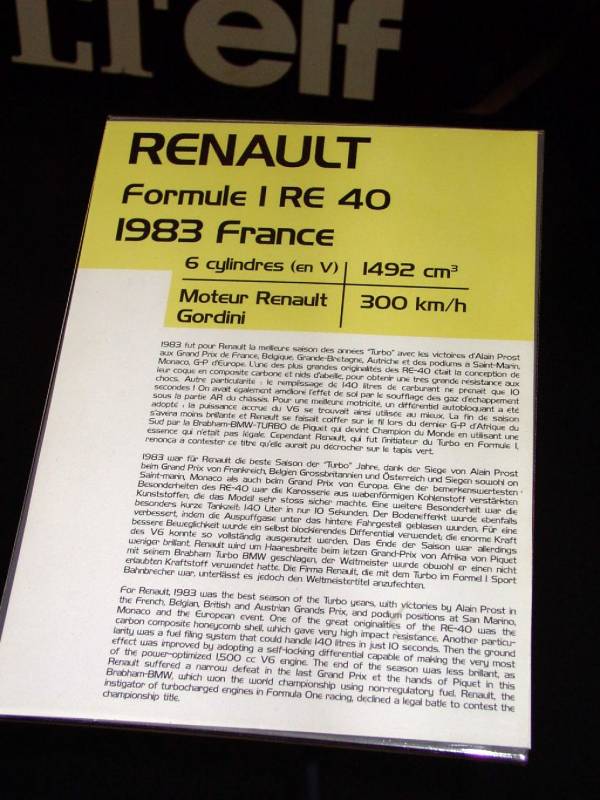 elf
RENAULT
Formule 1 RE 40
1983 France
6 cylindres (en V) 1492 cm³
Moteur Renault 300 km/h
Gordini
1983 fut pour Renault la meilleure saison des années "Turbo" avec les victoires d'Alain Prost
aux Grand Prix de France, Belgique, Grande-Bretagne, Autriche et des podiums a Saint-Marin,
Monaco, G-P d'Europe. L'une des plus grandes originalites des RE-40 était la conception de
leur coque en composite carbone et nids d'abeille, pour obtenir une tres grande résistance aux
chocs. Autre particularité : le remplissage de 140 litres de carburant ne prenait que 10
secondes ! On avait également amélioré l'effet de sol par le soufflage des gaz d'échappement
sous la partie AR du châssis. Pour une meilleure motricité, un différentiel autobloquant a été
adopté : la puissance accrue du V6 se trouvait ainsi utilisée au mieux. La fin de saison
s'avéra moins brillante et Renault se faisait coiffer sur le fil lors du dernier G-P d'Afrique du
Sud par la Brabham-BMW-TURBO de Piquet qui devint Champion du Monde en utilisant une
essence qui n'était pas légale. Cependant Renault, qui fut l'initiateur du Turbo en Formule 1,
renonça a contester ce titre qu'elle aurait pu décrocher sur le tapis vert.
1983 war für Renault die beste Saison der "Turbo" Jahre, dank der Siege von Alain Prost
beim Grand Prix von Frankreich, Belgien Grossbritannien und Österreich und Siegen sowohl on
Saint-marin, Monaco als auch beim Grand Prix von Europa. Eine der bemerkenswertesten
Besonderheiten des RE-40 war die Karosserie aus wabenförmigen Kohlenstoff verstärkten
Kunststoffen, die das Model sehr stoss sicher machte. Eine weitere Besonderheit war die
besonders kurze Tankzeit: 140 Liter in nur 10 Sekunden. Der Bodeneffekt wurde ebenfalls
verbessert, indem die Auspuffgase unter das hintere Fahrgestell geblasen wurden. Für eine
bessere Beweglichkeit wurde ein selbst blockierendes Differential verwendet; die enorme Kraft
des V6 konnte so vollständig ausgenutzt werden. Das Ende der Saison war allerdings
weniger brillant. Renault wird um Haaresbreite beim letzen Grand-Prix von Afrika von Piquet
mit seinem Brabham Turbo BMW geschlagen, der Weltmeister wurde obwohl er einen nicht
erlaubten Kraftstoff verwendet hatte. Die Firma Renault, die mit dem Turbo im Formel 1 Sport
Bahnbrecher war, unterlässt es jedoch den Weltmeistertitel anzufechten.
For Renault, 1983 was the best season of the Turbo years, with victories by Alain Prost in
the French, Belgian, British and Austrian Grands Prix, and podium positions at San Marino,
Monaco and the European event. One of the great originalities of the RE-40 was the
carbon composite honeycomb shell, which gave very high impact resistance. Another particu-
larity was a fuel filing system that could handle 140 litres in just 10 seconds. Then the ground
effect was improved by adopting a self-locking differential capable of making the very most
of the power-optimized 1,500 cc V6 engine. The end of the season was less brillant, as
Renault suffered a narrow defeat in the last Grand Prix et the hands of Piquet in this
Brabham-BMW, which won the world championship using non-regulatory fuel. Renault, the
instigator of turbocharged engines in Formula One racing, declined a legal batle to contest the
championship title.